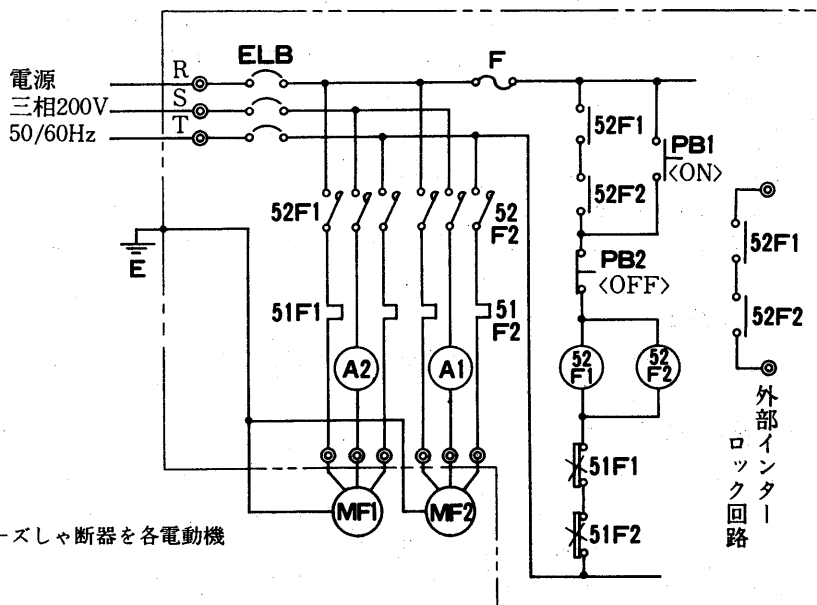 ELB
F
電源
三相200V
50/60Hz
R
S
T
52F1
52F2
PB1
<ON>
PB2
<OFF>
52F1
52
F2
52F1
52F2
E
51F1
51
F2
A2
A1
52
F1
52
F2
51F1
51F2
MF1
MF2
外部インター
ロック回路
ーズしゃ断器を各電動機